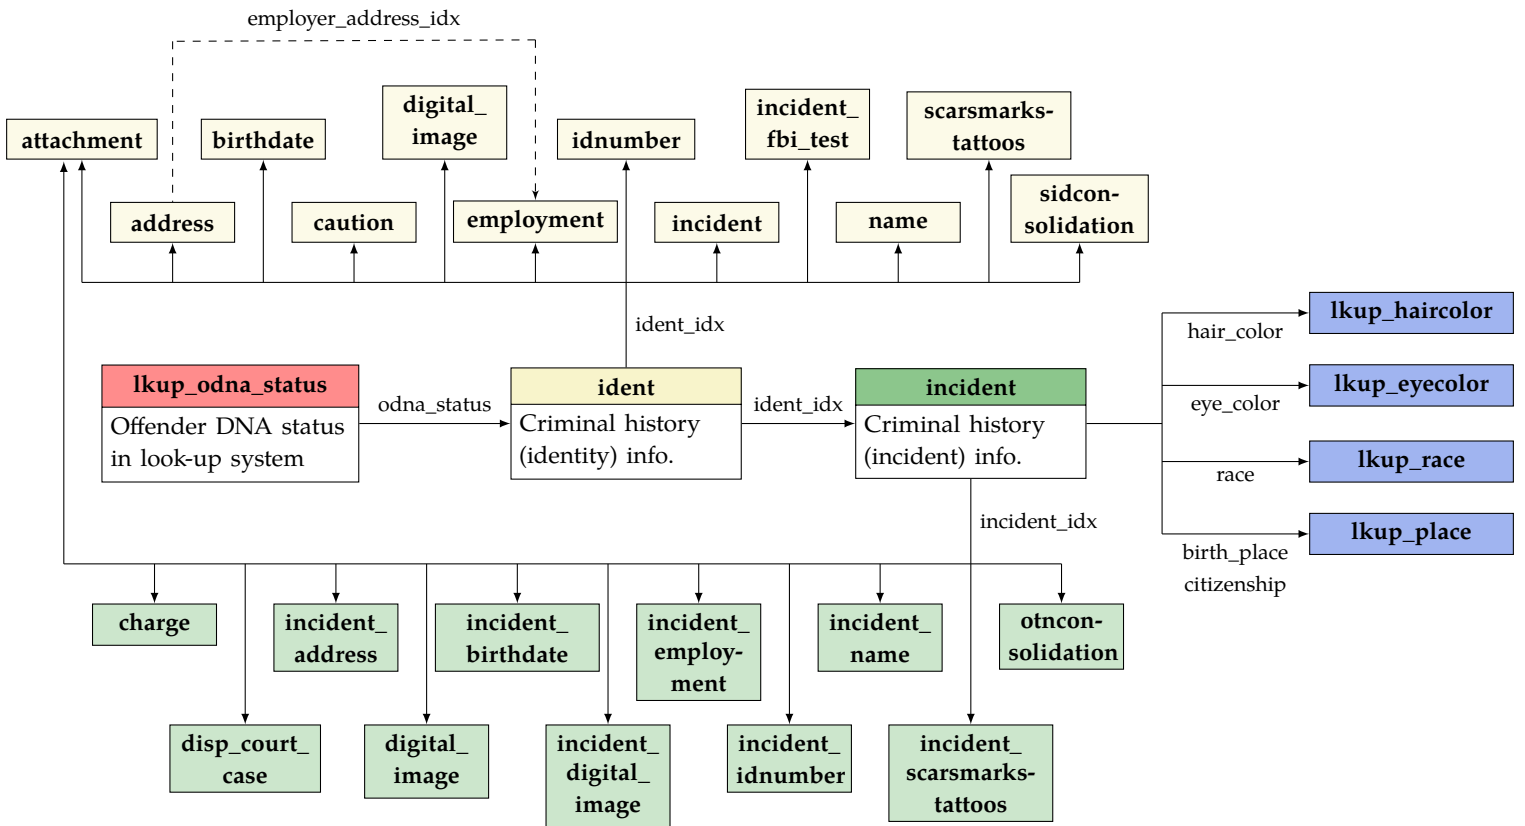 employer_address_idx
attachment
birthdate
digital_
image
idnumber
incident_
fbi_test
scarsmarks-
tattoos
address
caution
employment
incident
name
sidcon-
solidation
ident_idx
lkup_odna_status
Offender DNA status
in look-up system
odna_status
ident
Criminal history
(identity) info.
ident_idx
incident
Criminal history
(incident) info.
hair_color
lkup_haircolor
eye_color
lkup_eyecolor
race
lkup_race
birth_place
citizenship
lkup_place
incident_idx
charge
incident_
address
incident_
birthdate
incident_
employ-
ment
incident_
name
otncon-
solidation
disp_court_
case
digital_
image
incident_
digital_
image
incident_
idnumber
incident_
scarsmarks-
tattoos